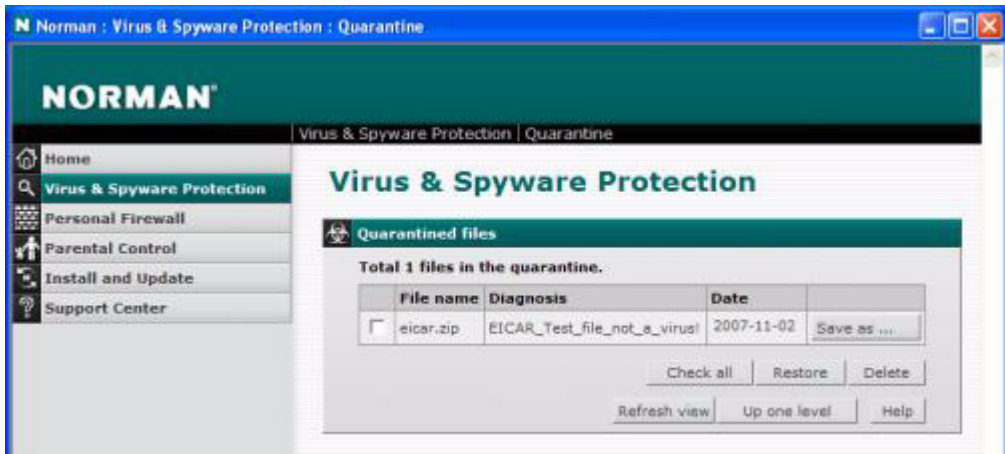 Norman : Virus & Spyware Protection : Quarantine
NORMAN®
Virus & Spyware Protection | Quarantine
Home
Virus & Spyware Protection
Personal Firewall
Parental Control
Install and Update
Support Center
Virus & Spyware Protection
Quarantined files
Total 1 files in the quarantine.
File name Diagnosis Date
eicar.zip EICAR_Test_file_not_a_virus! 2007-11-02 Save as ...
Check all Restore Delete
Refresh view Up one level Help